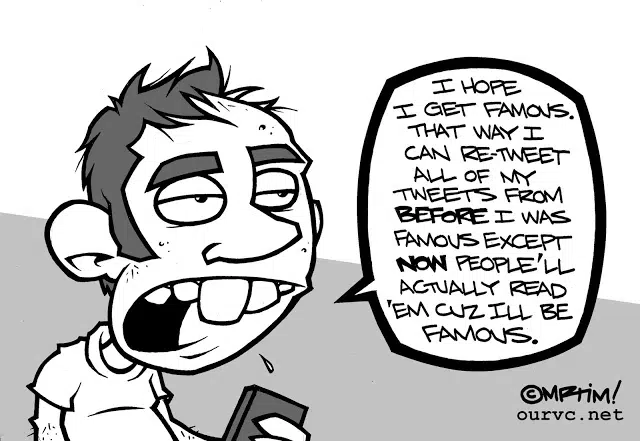 I HOPE
I GET FAMOUS.
THAT WAY I
CAN RE-TWEET
ALL OF MY
TWEETS FROM
BEFORE I WAS
FAMOUS EXCEPT
NOW PEOPLE'LL
ACTUALLY READ
'EM CUZ ILL BE
FAMOUS.
©MRTIM!
ourvc.net